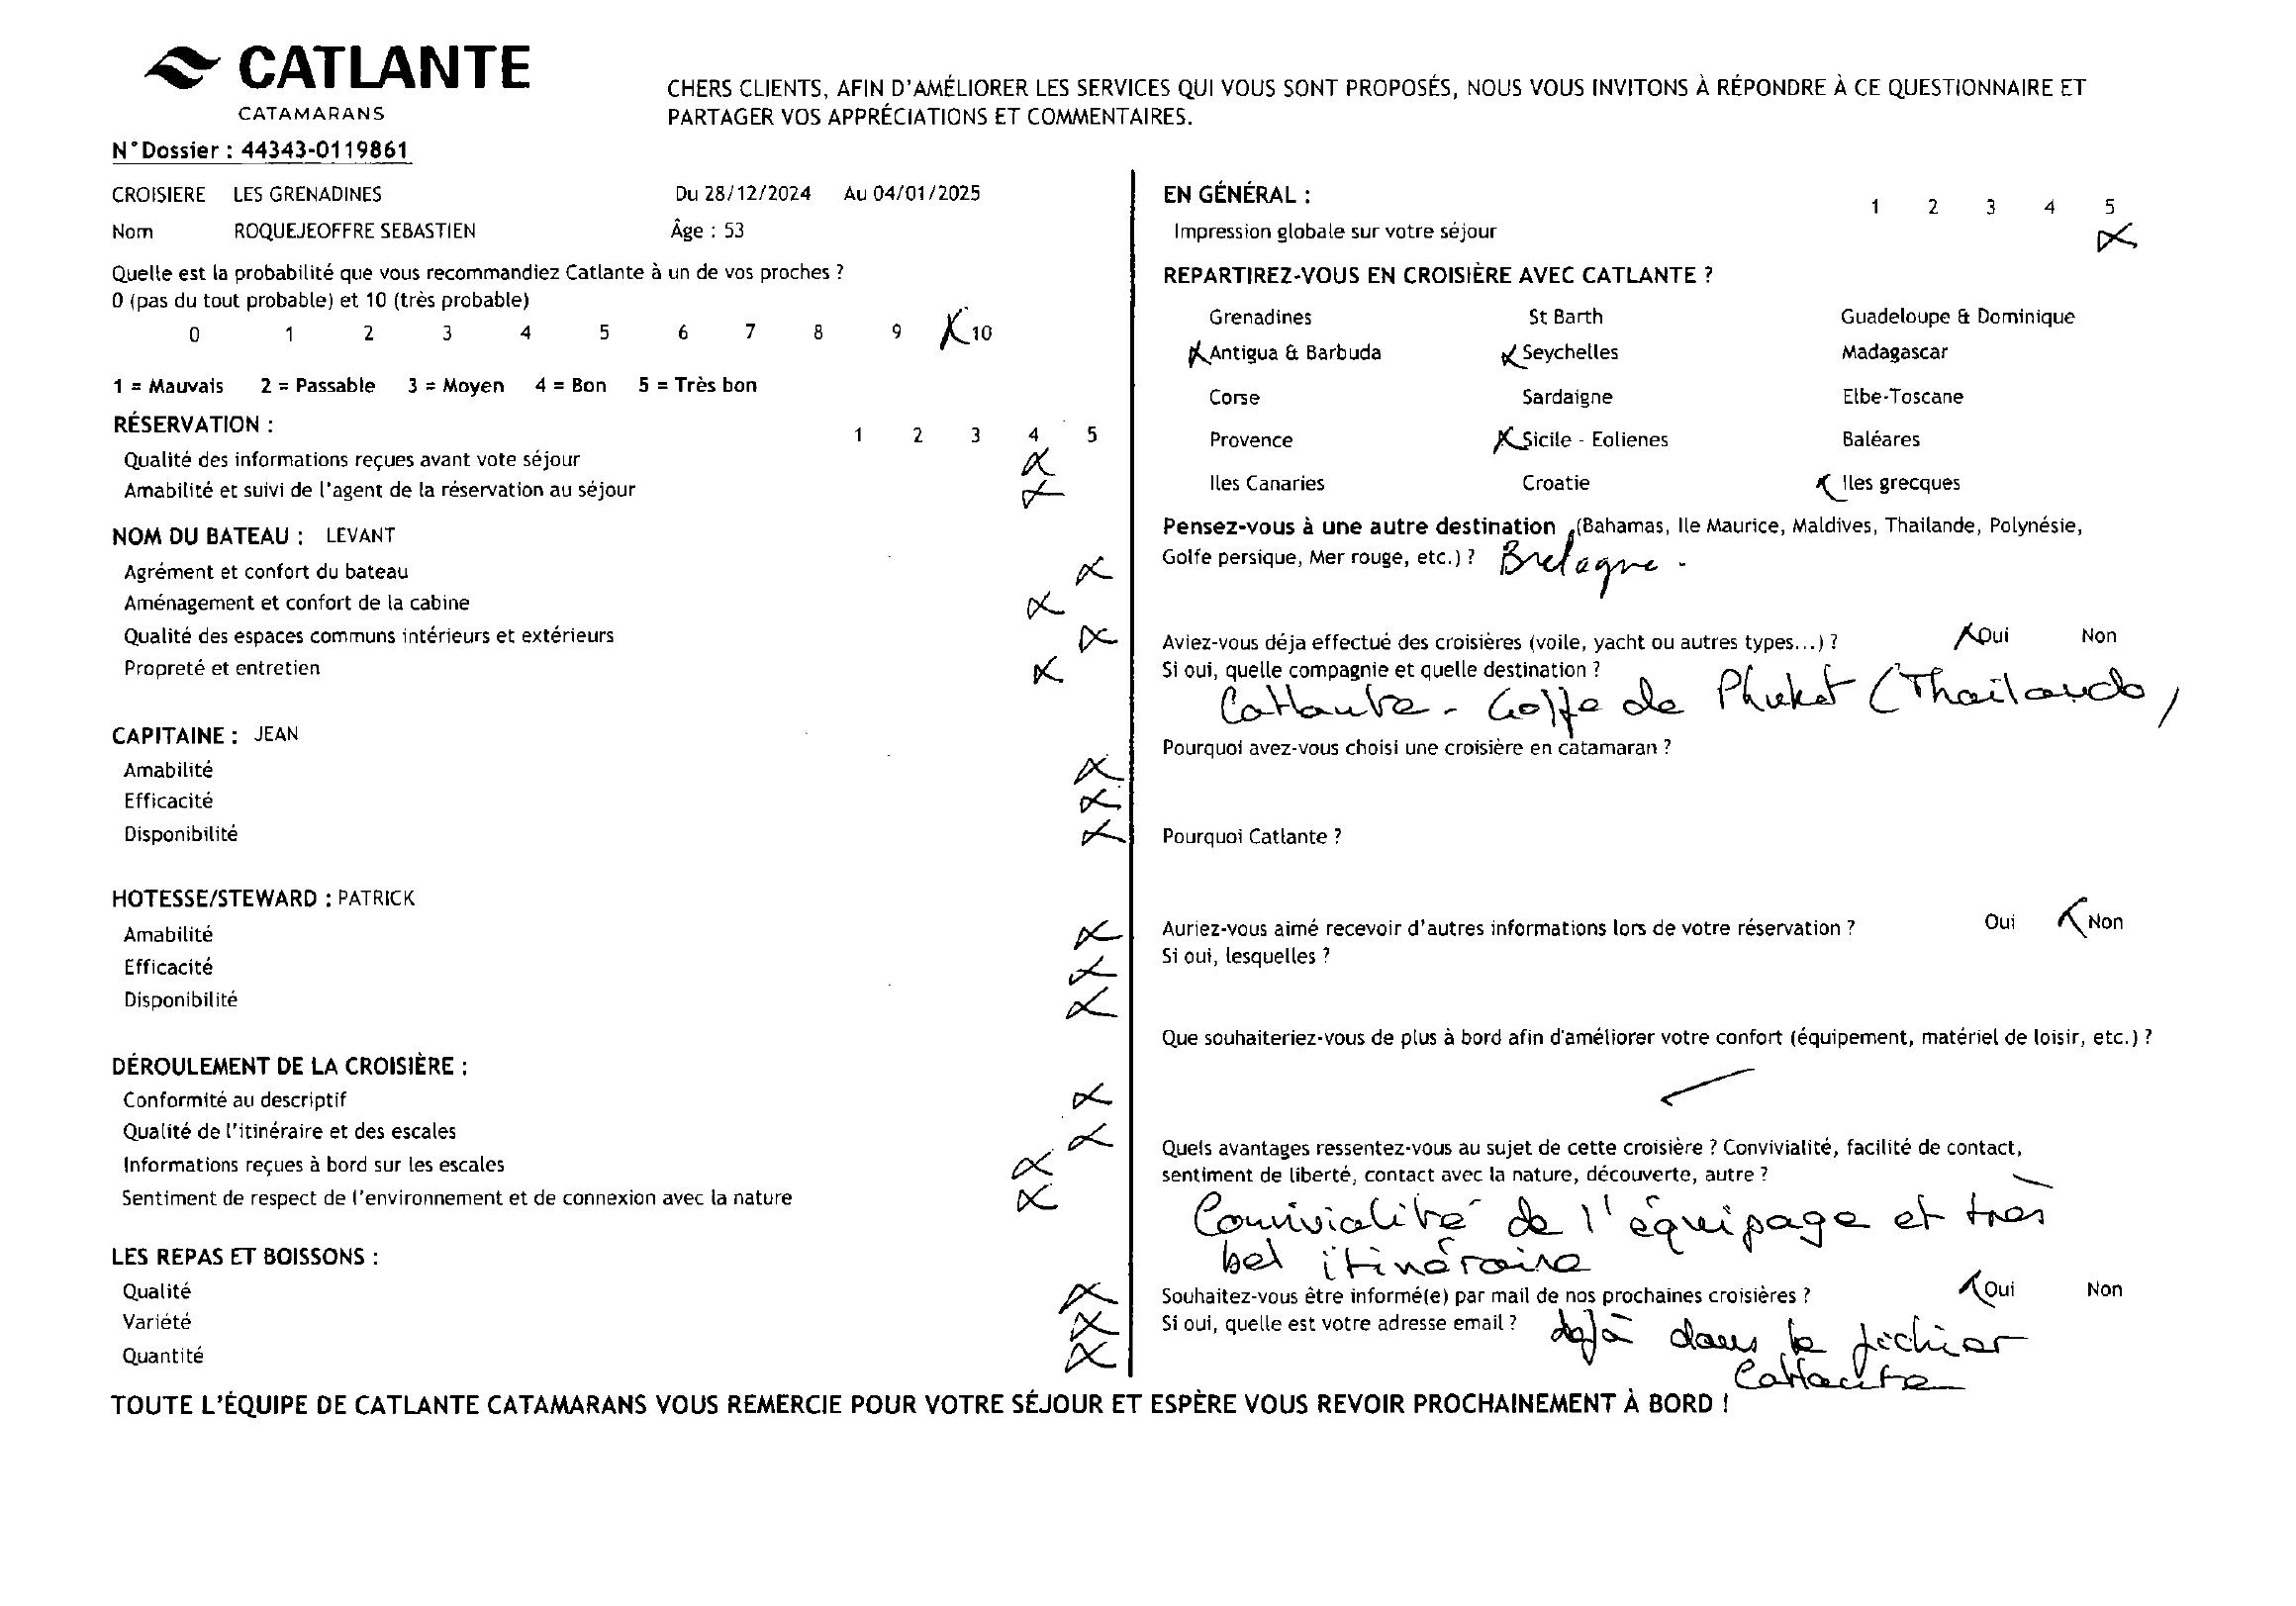 CATLANTE
CATAMARANS
CHERS CLIENTS, AFIN D'AMÉLIORER LES SERVICES QUI VOUS SONT PROPOSÉS, NOUS VOUS INVITONS À RÉPONDRE À CE QUESTIONNAIRE ET
PARTAGER VOS APPRÉCIATIONS ET COMMENTAIRES.
N°Dossier : 44343-0119861
CROISIERE LES GRENADINES Du 28/12/2024 Au 04/01/2025
Nom ROQUEJEOFFRE SEBASTIEN Âge : 53
Quelle est la probabilité que vous recommandiez Catlante à un de vos proches ?
0 (pas du tout probable) et 10 (très probable)
0 1 2 3 4 5 6 7 8 9 X 10
1 = Mauvais 2 = Passable 3 = Moyen 4 = Bon 5 = Très bon
RÉSERVATION : 1 2 3 4 5
Qualité des informations reçues avant vote séjour X
Amabilité et suivi de l'agent de la réservation au séjour X
NOM DU BATEAU : LEVANT
Agrément et confort du bateau X
Aménagement et confort de la cabine X
Qualité des espaces communs intérieurs et extérieurs X
Propreté et entretien X
CAPITAINE : JEAN
Amabilité X
Efficacité X
Disponibilité X
HOTESSE/STEWARD : PATRICK
Amabilité X
Efficacité X
Disponibilité X
DÉROULEMENT DE LA CROISIÈRE :
Conformité au descriptif X
Qualité de l'itinéraire et des escales X
Informations reçues à bord sur les escales X
Sentiment de respect de l'environnement et de connexion avec la nature X
LES REPAS ET BOISSONS :
Qualité X
Variété X
Quantité X
EN GÉNÉRAL : 1 2 3 4 5
Impression globale sur votre séjour X
REPARTIREZ-VOUS EN CROISIÈRE AVEC CATLANTE ?
Grenadines St Barth Guadeloupe & Dominique
X Antigua & Barbuda X Seychelles Madagascar
Corse Sardaigne Elbe-Toscane
Provence X Sicile - Eolienes Baléares
Iles Canaries Croatie X Iles grecques
Pensez-vous à une autre destination (Bahamas, Ile Maurice, Maldives, Thailande, Polynésie,
Golfe persique, Mer rouge, etc.) ? Bretagne.
Aviez-vous déja effectué des croisières (voile, yacht ou autres types...) ? X Oui Non
Si oui, quelle compagnie et quelle destination ?
Catlante - Golfe de Phuket (Thailande)
Pourquoi avez-vous choisi une croisière en catamaran ?
Pourquoi Catlante ?
Auriez-vous aimé recevoir d'autres informations lors de votre réservation ? Oui X Non
Si oui, lesquelles ?
Que souhaiteriez-vous de plus à bord afin d'améliorer votre confort (équipement, matériel de loisir, etc.) ?
Quels avantages ressentez-vous au sujet de cette croisière ? Convivialité, facilité de contact,
sentiment de liberté, contact avec la nature, découverte, autre ?
Convivialité de l'équipage et très
bel itinéraire
Souhaitez-vous être informé(e) par mail de nos prochaines croisières ? X Oui Non
Si oui, quelle est votre adresse email ? déjà dans le fichier
Catlante
TOUTE L'ÉQUIPE DE CATLANTE CATAMARANS VOUS REMERCIE POUR VOTRE SÉJOUR ET ESPÈRE VOUS REVOIR PROCHAINEMENT À BORD !